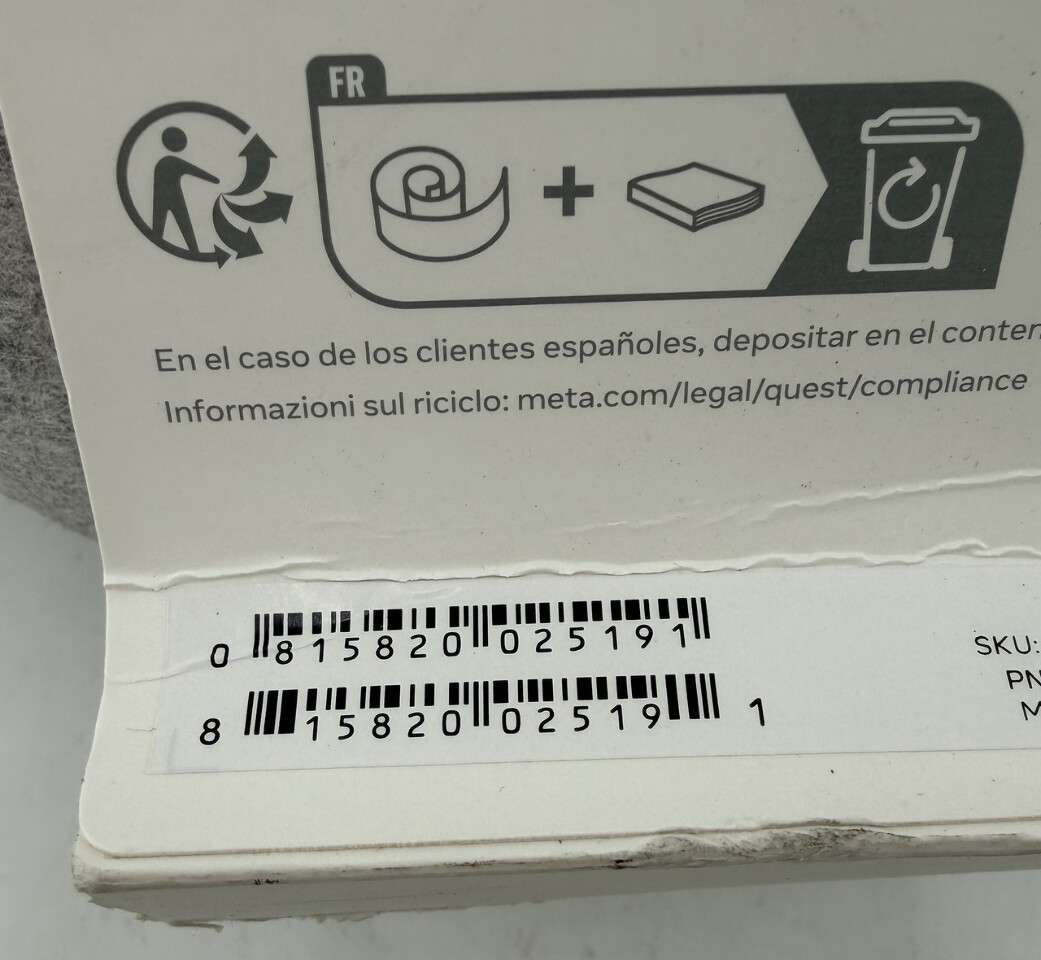 FR
En el caso de los clientes españoles, depositar en el
Informazioni sul riciclo: meta.com/legal/quest/compliance
0 815820 025191
8 15820 02519 1
SKU:
PN
M